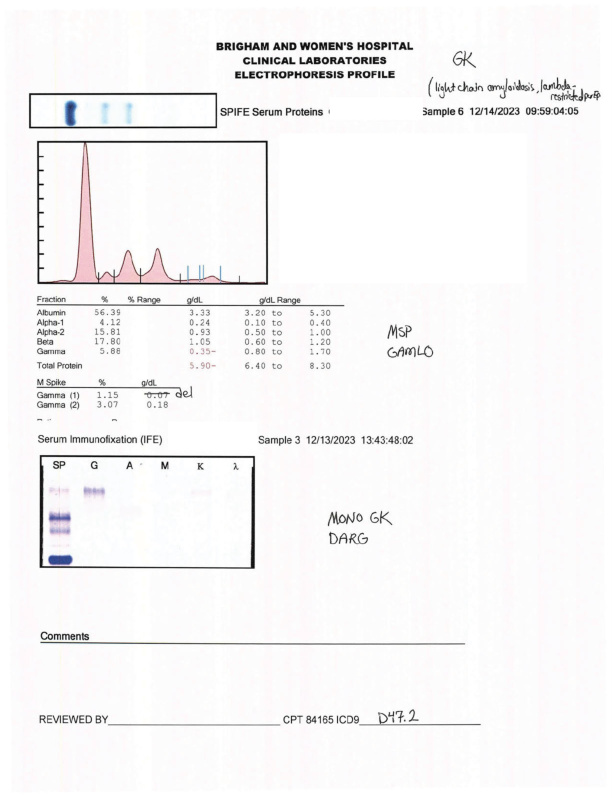 BRIGHAM AND WOMEN'S HOSPITAL
CLINICAL LABORATORIES
ELECTROPHORESIS PROFILE
GK
(light chain amyloidosis, lambda-
restricted per EP
SPIFE Serum Proteins
Sample 6 12/14/2023 09:59:04:05
Fraction % % Range g/dL g/dL Range
Albumin 56.39 3.33 3.20 to 5.30
Alpha-1 4.12 0.24 0.10 to 0.40
Alpha-2 15.81 0.93 0.50 to 1.00
Beta 17.80 1.05 0.60 to 1.20
Gamma 5.88 0.35- 0.80 to 1.70
Total Protein 5.90- 6.40 to 8.30
MSP
GAMLO
M Spike % g/dL
Gamma (1) 1.15 0.07 del
Gamma (2) 3.07 0.18
Serum Immunofixation (IFE) Sample 3 12/13/2023 13:43:48:02
SP G A M K λ
MONO GK
DARG
Comments
REVIEWED BY CPT 84165 ICD9 D47.2